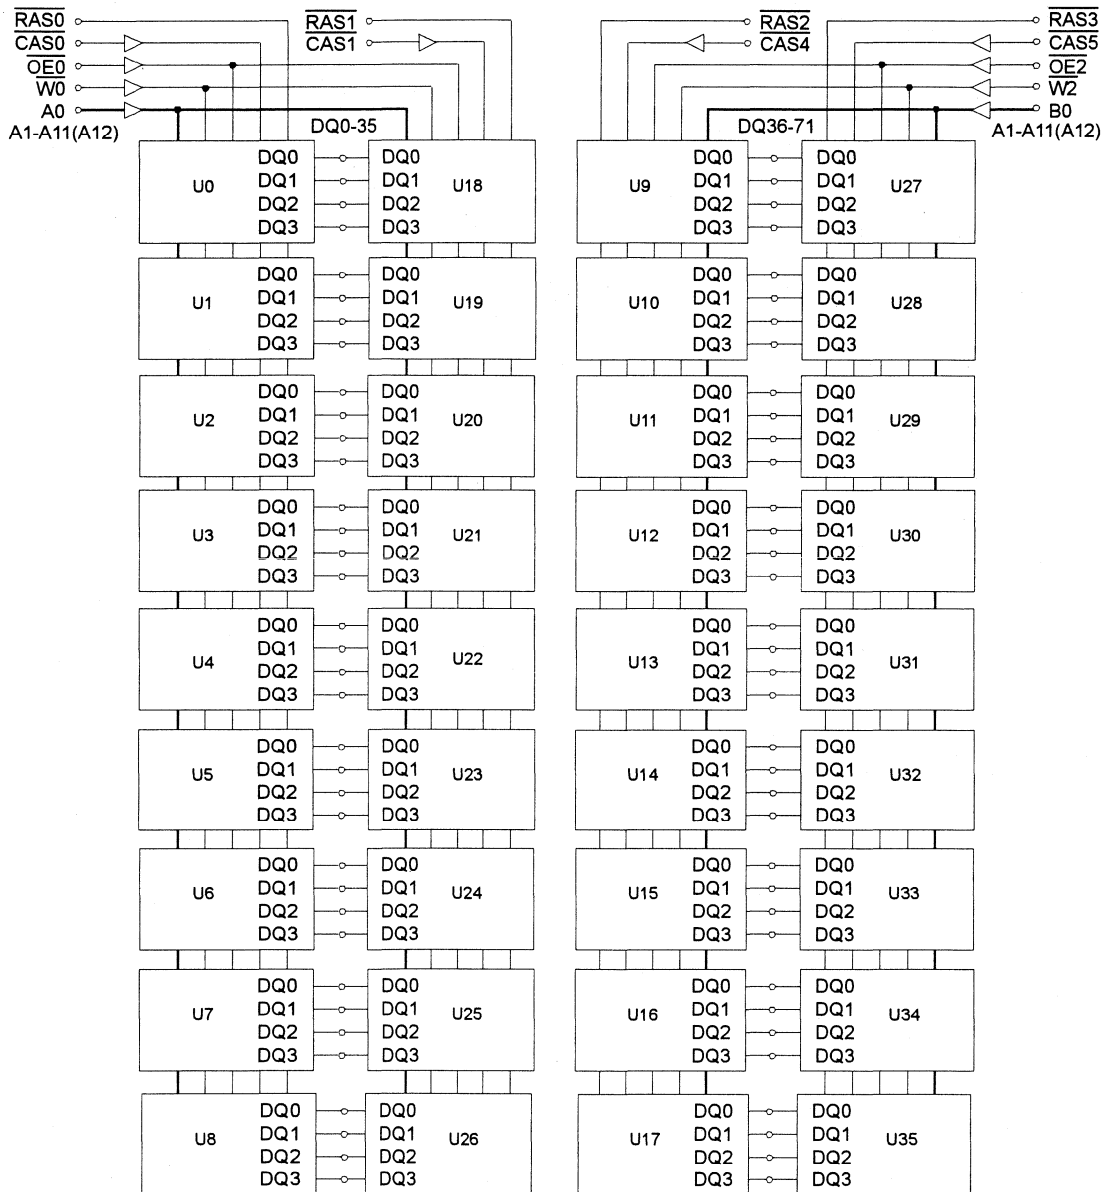 RAS0 RAS1 RAS2 RAS3
CAS0 CAS1 CAS4 CAS5
OE0 OE2
W0 W2
A0 B0
A1-A11(A12) DQ0-35 DQ36-71 A1-A11(A12)
DQ0 DQ0 DQ0 DQ0
U0 DQ1 DQ1 U18 U9 DQ1 DQ1 U27
DQ2 DQ2 DQ2 DQ2
DQ3 DQ3 DQ3 DQ3
DQ0 DQ0 DQ0 DQ0
U1 DQ1 DQ1 U19 U10 DQ1 DQ1 U28
DQ2 DQ2 DQ2 DQ2
DQ3 DQ3 DQ3 DQ3
DQ0 DQ0 DQ0 DQ0
U2 DQ1 DQ1 U20 U11 DQ1 DQ1 U29
DQ2 DQ2 DQ2 DQ2
DQ3 DQ3 DQ3 DQ3
DQ0 DQ0 DQ0 DQ0
U3 DQ1 DQ1 U21 U12 DQ1 DQ1 U30
DQ2 DQ2 DQ2 DQ2
DQ3 DQ3 DQ3 DQ3
DQ0 DQ0 DQ0 DQ0
U4 DQ1 DQ1 U22 U13 DQ1 DQ1 U31
DQ2 DQ2 DQ2 DQ2
DQ3 DQ3 DQ3 DQ3
DQ0 DQ0 DQ0 DQ0
U5 DQ1 DQ1 U23 U14 DQ1 DQ1 U32
DQ2 DQ2 DQ2 DQ2
DQ3 DQ3 DQ3 DQ3
DQ0 DQ0 DQ0 DQ0
U6 DQ1 DQ1 U24 U15 DQ1 DQ1 U33
DQ2 DQ2 DQ2 DQ2
DQ3 DQ3 DQ3 DQ3
DQ0 DQ0 DQ0 DQ0
U7 DQ1 DQ1 U25 U16 DQ1 DQ1 U34
DQ2 DQ2 DQ2 DQ2
DQ3 DQ3 DQ3 DQ3
DQ0 DQ0 DQ0 DQ0
U8 DQ1 DQ1 U26 U17 DQ1 DQ1 U35
DQ2 DQ2 DQ2 DQ2
DQ3 DQ3 DQ3 DQ3